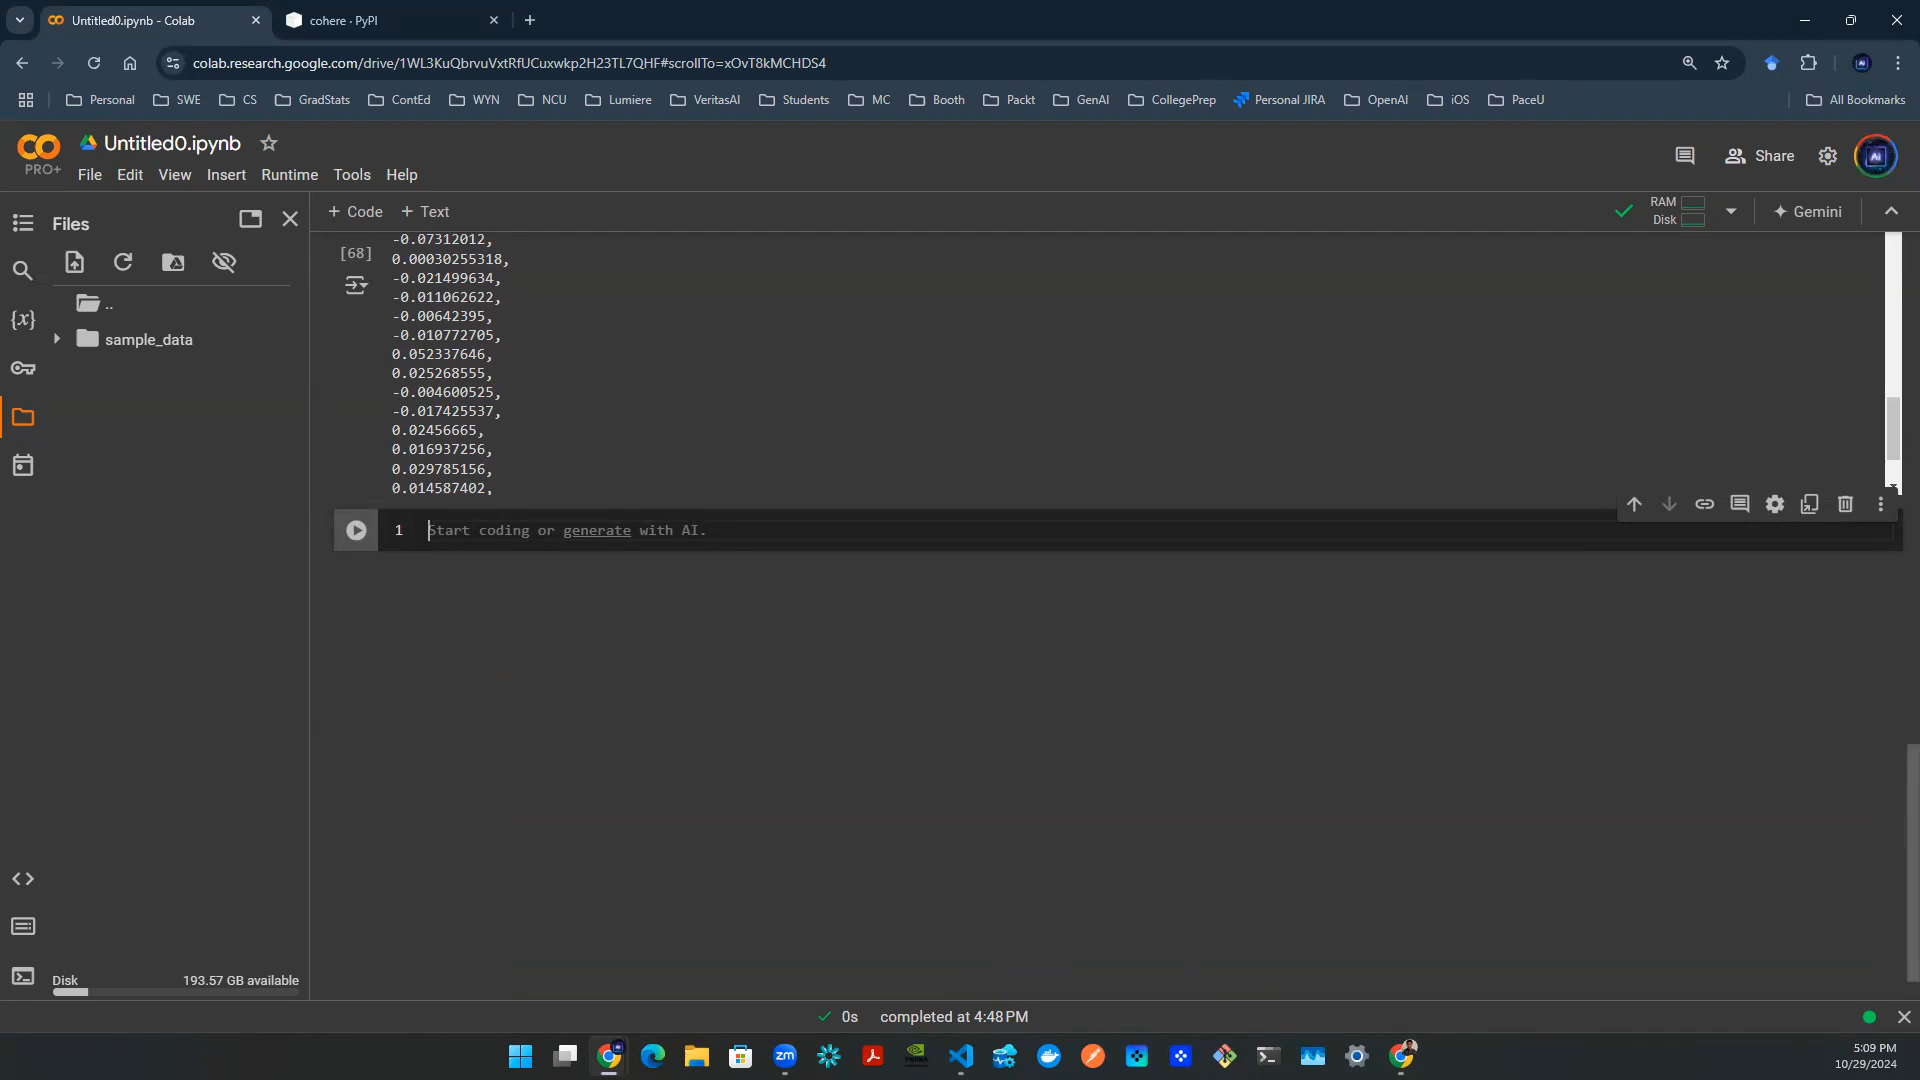 Untitled0.ipynb - Colab
cohere · PyPI
colab.research.google.com/drive/1WL3KuQbrvuVxtRfUCuxwkp2H23TL7QHF#scrollTo=xOvT8kMCHDS4
Personal SWE CS GradStats ContEd WYN NCU Lumiere VeritasAI Students MC Booth Packt GenAI CollegePrep Personal JIRA OpenAI iOS PaceU All Bookmarks
Untitled0.ipynb
PRO+
File Edit View Insert Runtime Tools Help
Share
Files
+ Code + Text
RAM
Disk
Gemini
[68]
-0.07312012,
0.00030255318,
-0.021499634,
-0.011062622,
-0.00642395,
-0.010772705,
0.052337646,
0.025268555,
-0.004600525,
-0.017425537,
0.02456665,
0.016937256,
0.029785156,
0.014587402,
..
sample_data
1 Start coding or generate with AI.
Disk 193.57 GB available
0s completed at 4:48 PM
zm
5:09 PM
10/29/2024